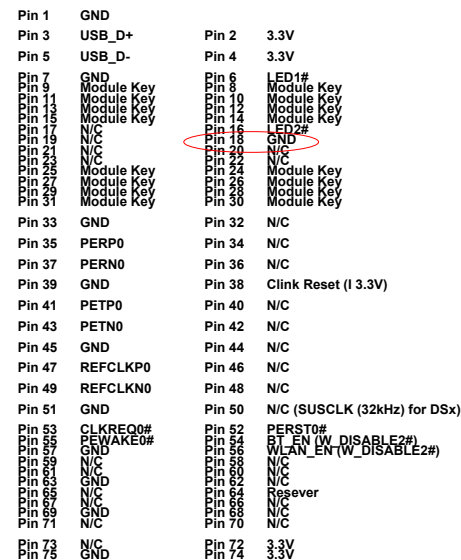 Pin 1 GND
Pin 3 USB_D+ Pin 2 3.3V
Pin 5 USB_D- Pin 4 3.3V
Pin 7 GND Pin 6 LED1#
Pin 9 Module Key Pin 8 Module Key
Pin 11 Module Key Pin 10 Module Key
Pin 13 Module Key Pin 12 Module Key
Pin 15 Module Key Pin 14 Module Key
Pin 17 N/C Pin 16 LED2#
Pin 19 N/C Pin 18 GND
Pin 21 N/C Pin 20 N/C
Pin 23 N/C Pin 22 N/C
Pin 25 Module Key Pin 24 Module Key
Pin 27 Module Key Pin 26 Module Key
Pin 29 Module Key Pin 28 Module Key
Pin 31 Module Key Pin 30 Module Key
Pin 33 GND Pin 32 N/C
Pin 35 PERP0 Pin 34 N/C
Pin 37 PERN0 Pin 36 N/C
Pin 39 GND Pin 38 Clink Reset (I 3.3V)
Pin 41 PETP0 Pin 40 N/C
Pin 43 PETN0 Pin 42 N/C
Pin 45 GND Pin 44 N/C
Pin 47 REFCLKP0 Pin 46 N/C
Pin 49 REFCLKN0 Pin 48 N/C
Pin 51 GND Pin 50 N/C (SUSCLK (32kHz) for DSx)
Pin 53 CLKREQ0# Pin 52 PERST0#
Pin 55 PEWAKE0# Pin 54 BT_EN (W_DISABLE2#)
Pin 57 GND Pin 56 WLAN_EN (W_DISABLE2#)
Pin 59 N/C Pin 58 N/C
Pin 61 N/C Pin 60 N/C
Pin 63 GND Pin 62 N/C
Pin 65 N/C Pin 64 Resever
Pin 67 N/C Pin 66 N/C
Pin 69 GND Pin 68 N/C
Pin 71 N/C Pin 70 N/C
Pin 73 N/C Pin 72 3.3V
Pin 75 GND Pin 74 3.3V